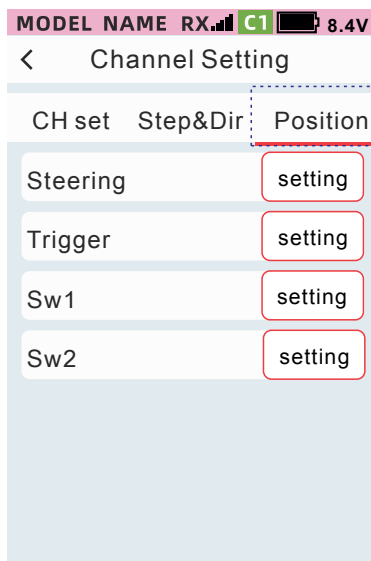 MODEL NAME RX C1 8.4V
< Channel Setting
CH set Step&Dir Position
Steering setting
Trigger setting
Sw1 setting
Sw2 setting